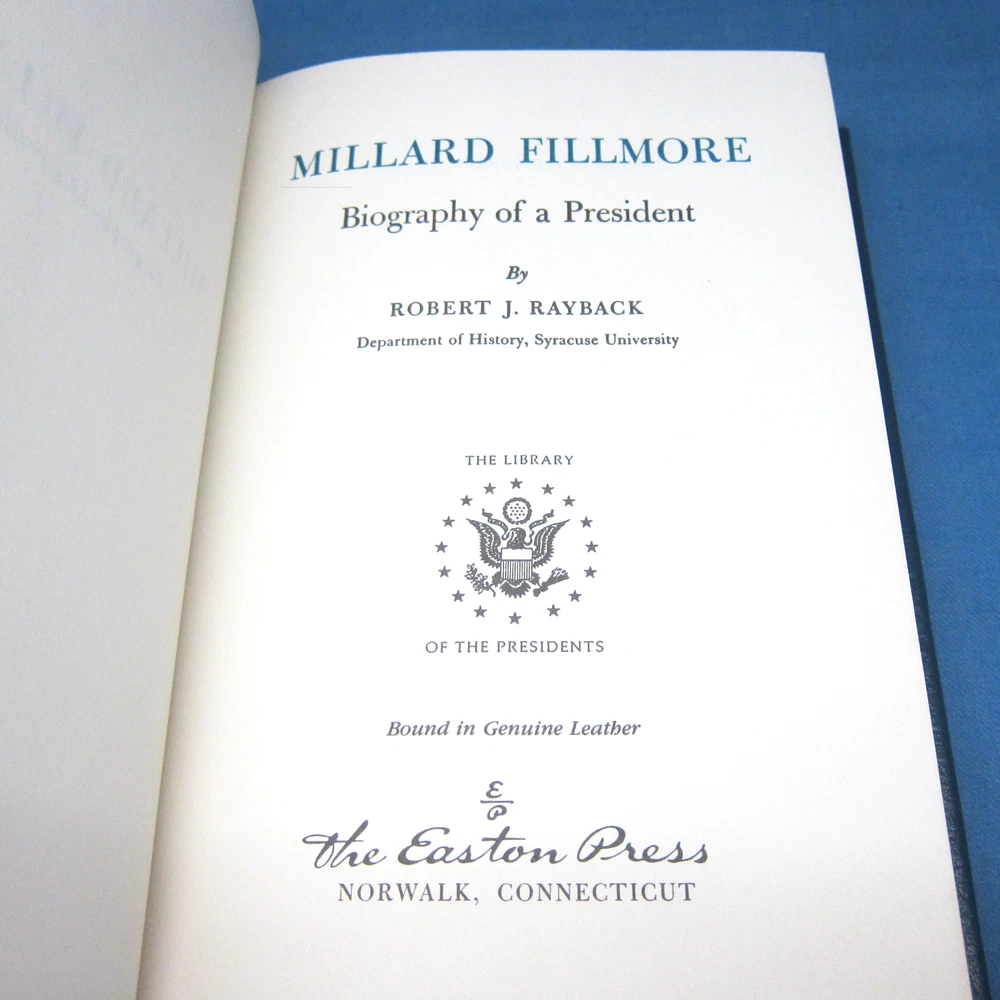 MILLARD FILLMORE
Biography of a President
By
ROBERT J. RAYBACK
Department of History, Syracuse University
THE LIBRARY
OF THE PRESIDENTS
Bound in Genuine Leather
E
P
The Easton Press
NORWALK, CONNECTICUT